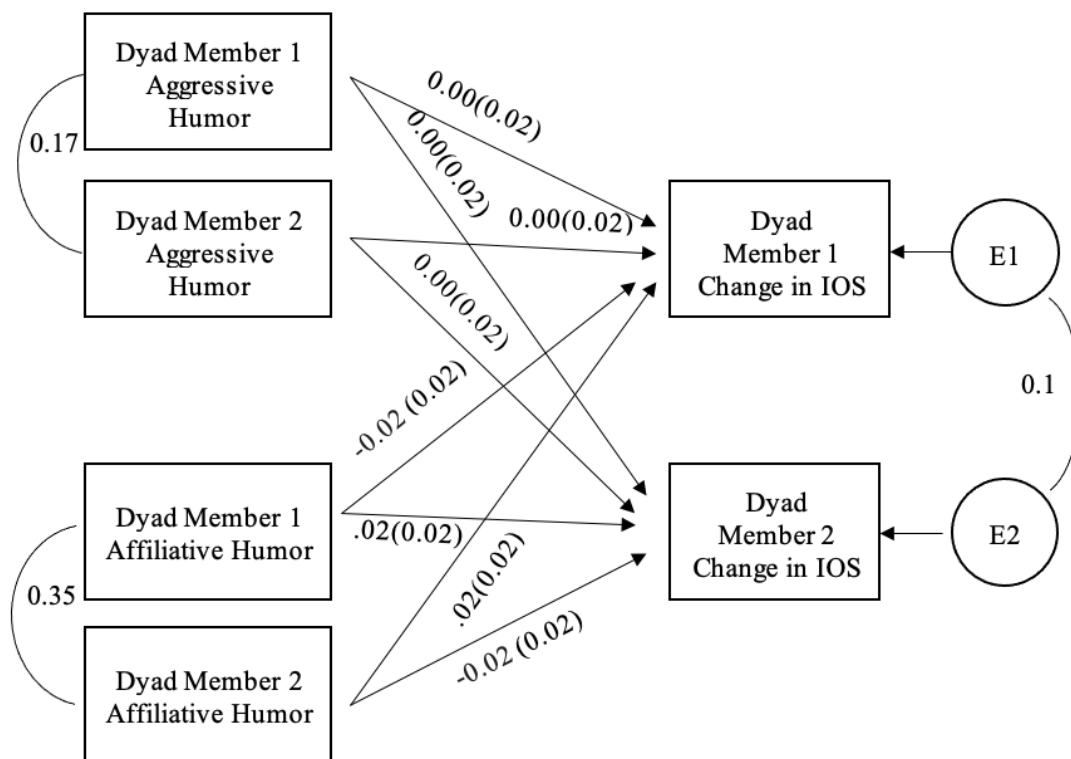 Dyad Member 1
Aggressive
Humor
0.17
Dyad Member 2
Aggressive
Humor
0.00(0.02)
0.00(0.02)
0.00(0.02)
0.00(0.02)
Dyad
Member 1
Change in IOS
E1
0.1
-0.02 (0.02)
Dyad Member 1
Affiliative Humor
.02(0.02)
0.35
Dyad Member 2
Affiliative Humor
.02(0.02)
-0.02 (0.02)
Dyad
Member 2
Change in IOS
E2